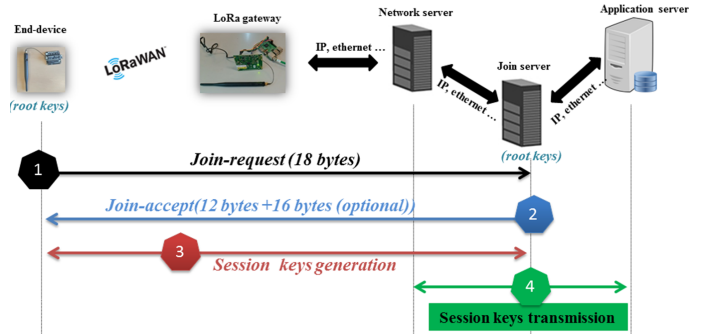 End-device
LoRa gateway
Network server
Application server
LoRaWAN
IP, ethernet ...
Join server
IP, ethernet ...
IP, ethernet ...
(root keys)
(root keys)
1
Join-request (18 bytes)
Join-accept(12 bytes +16 bytes (optional))
2
3
Session keys generation
4
Session keys transmission